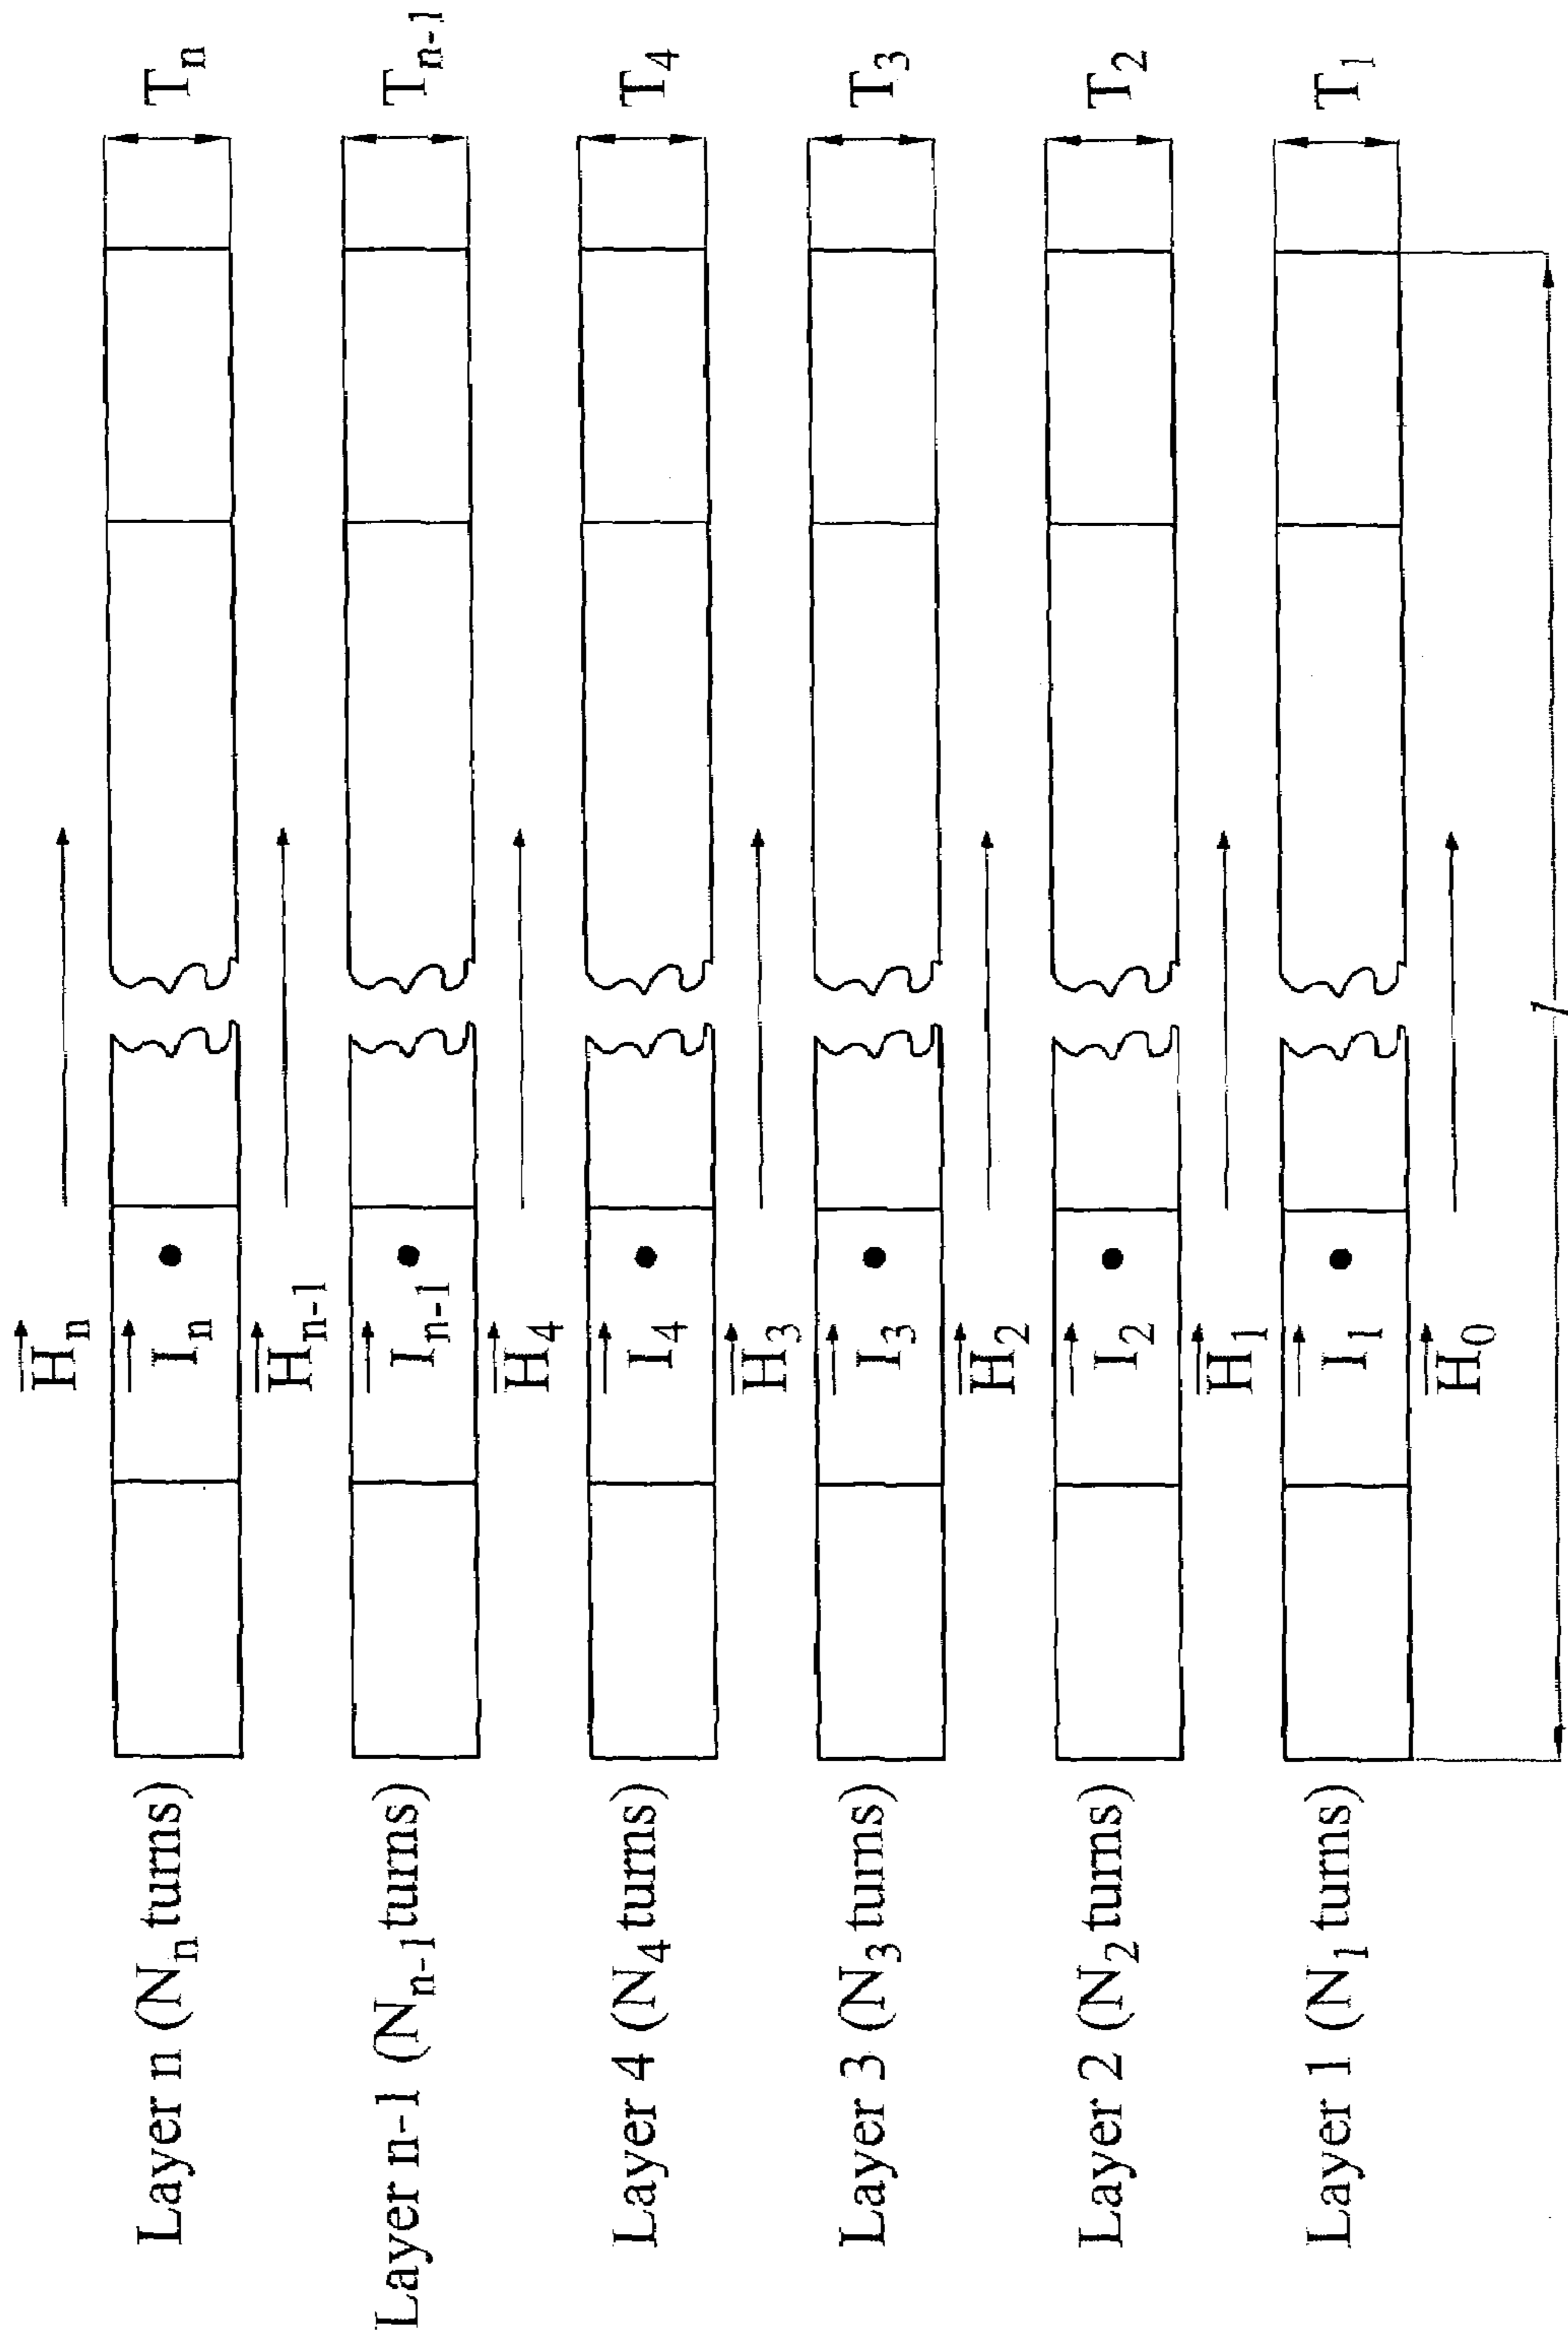 Hn
Layer n (Nn turns) In Tn
Hn-1
Layer n-1 (Nn-1 turns) In-1 Tn-1
H4
Layer 4 (N4 turns) I4 T4
H3
Layer 3 (N3 turns) I3 T3
H2
Layer 2 (N2 turns) I2 T2
H1
Layer 1 (N1 turns) I1 T1
H0
l